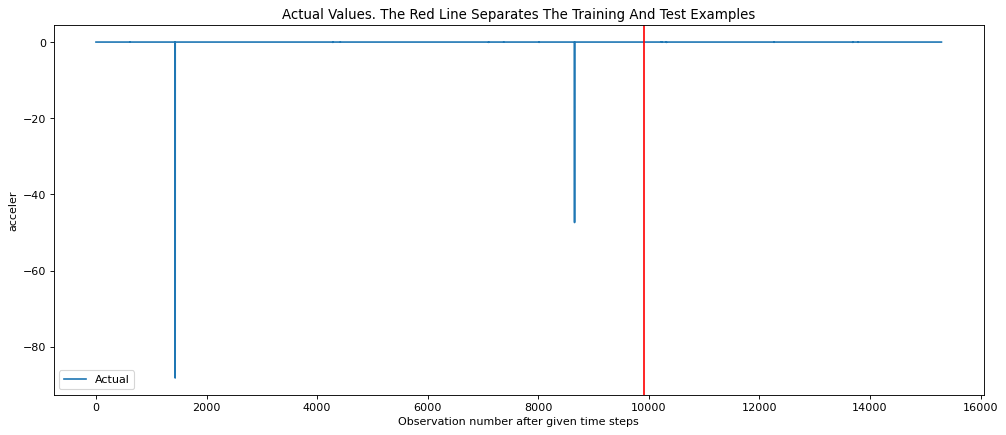 Actual Values. The Red Line Separates The Training And Test Examples
0
−20
−40
−60
−80
acceler
Actual
0 2000 4000 6000 8000 10000 12000 14000 16000
Observation number after given time steps